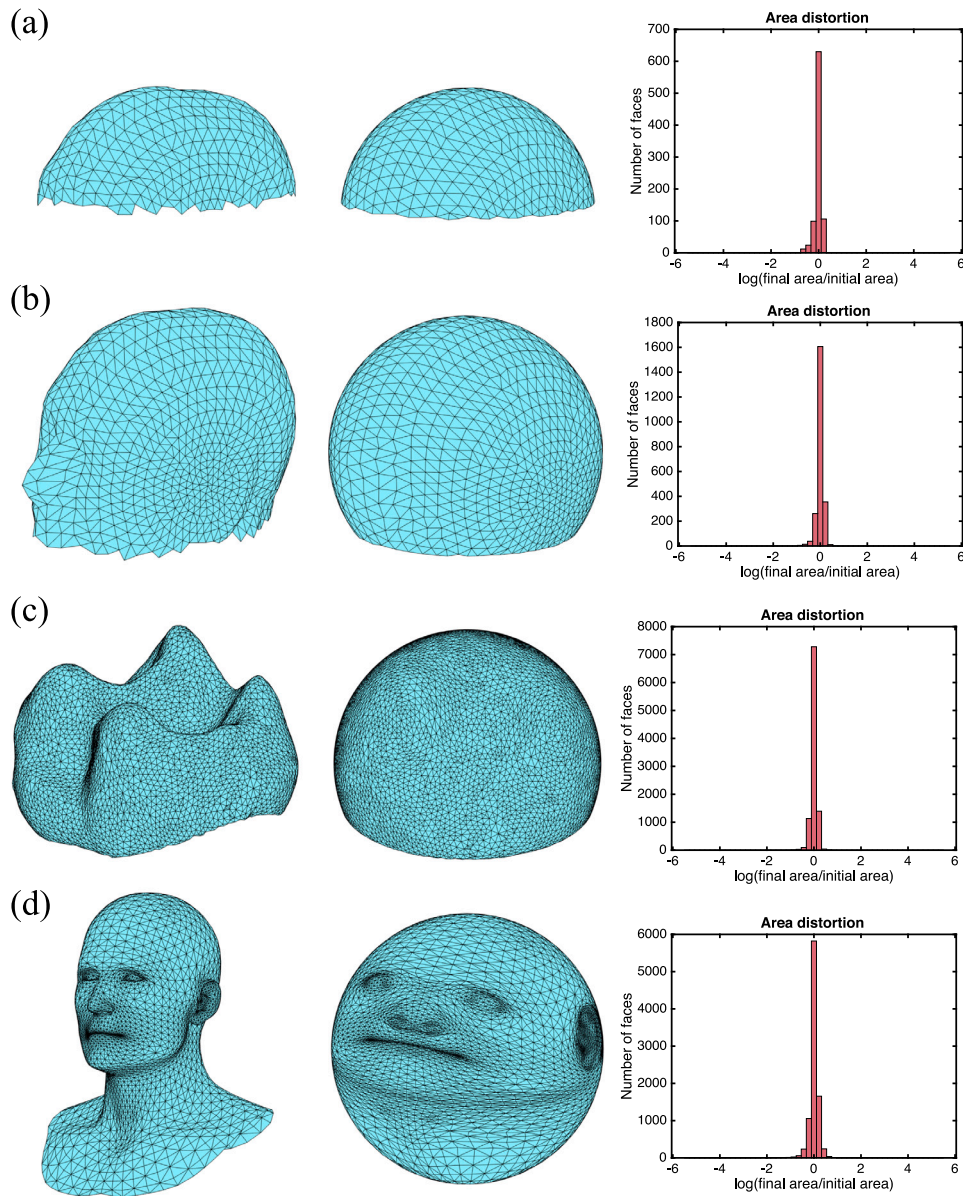 (a)
Area distortion
Number of faces
700
600
500
400
300
200
100
0
-6 -4 -2 0 2 4 6
log(final area/initial area)
(b)
Area distortion
Number of faces
1800
1600
1400
1200
1000
800
600
400
200
0
-6 -4 -2 0 2 4 6
log(final area/initial area)
(c)
Area distortion
Number of faces
8000
7000
6000
5000
4000
3000
2000
1000
0
-6 -4 -2 0 2 4 6
log(final area/initial area)
(d)
Area distortion
Number of faces
6000
5000
4000
3000
2000
1000
0
-6 -4 -2 0 2 4 6
log(final area/initial area)